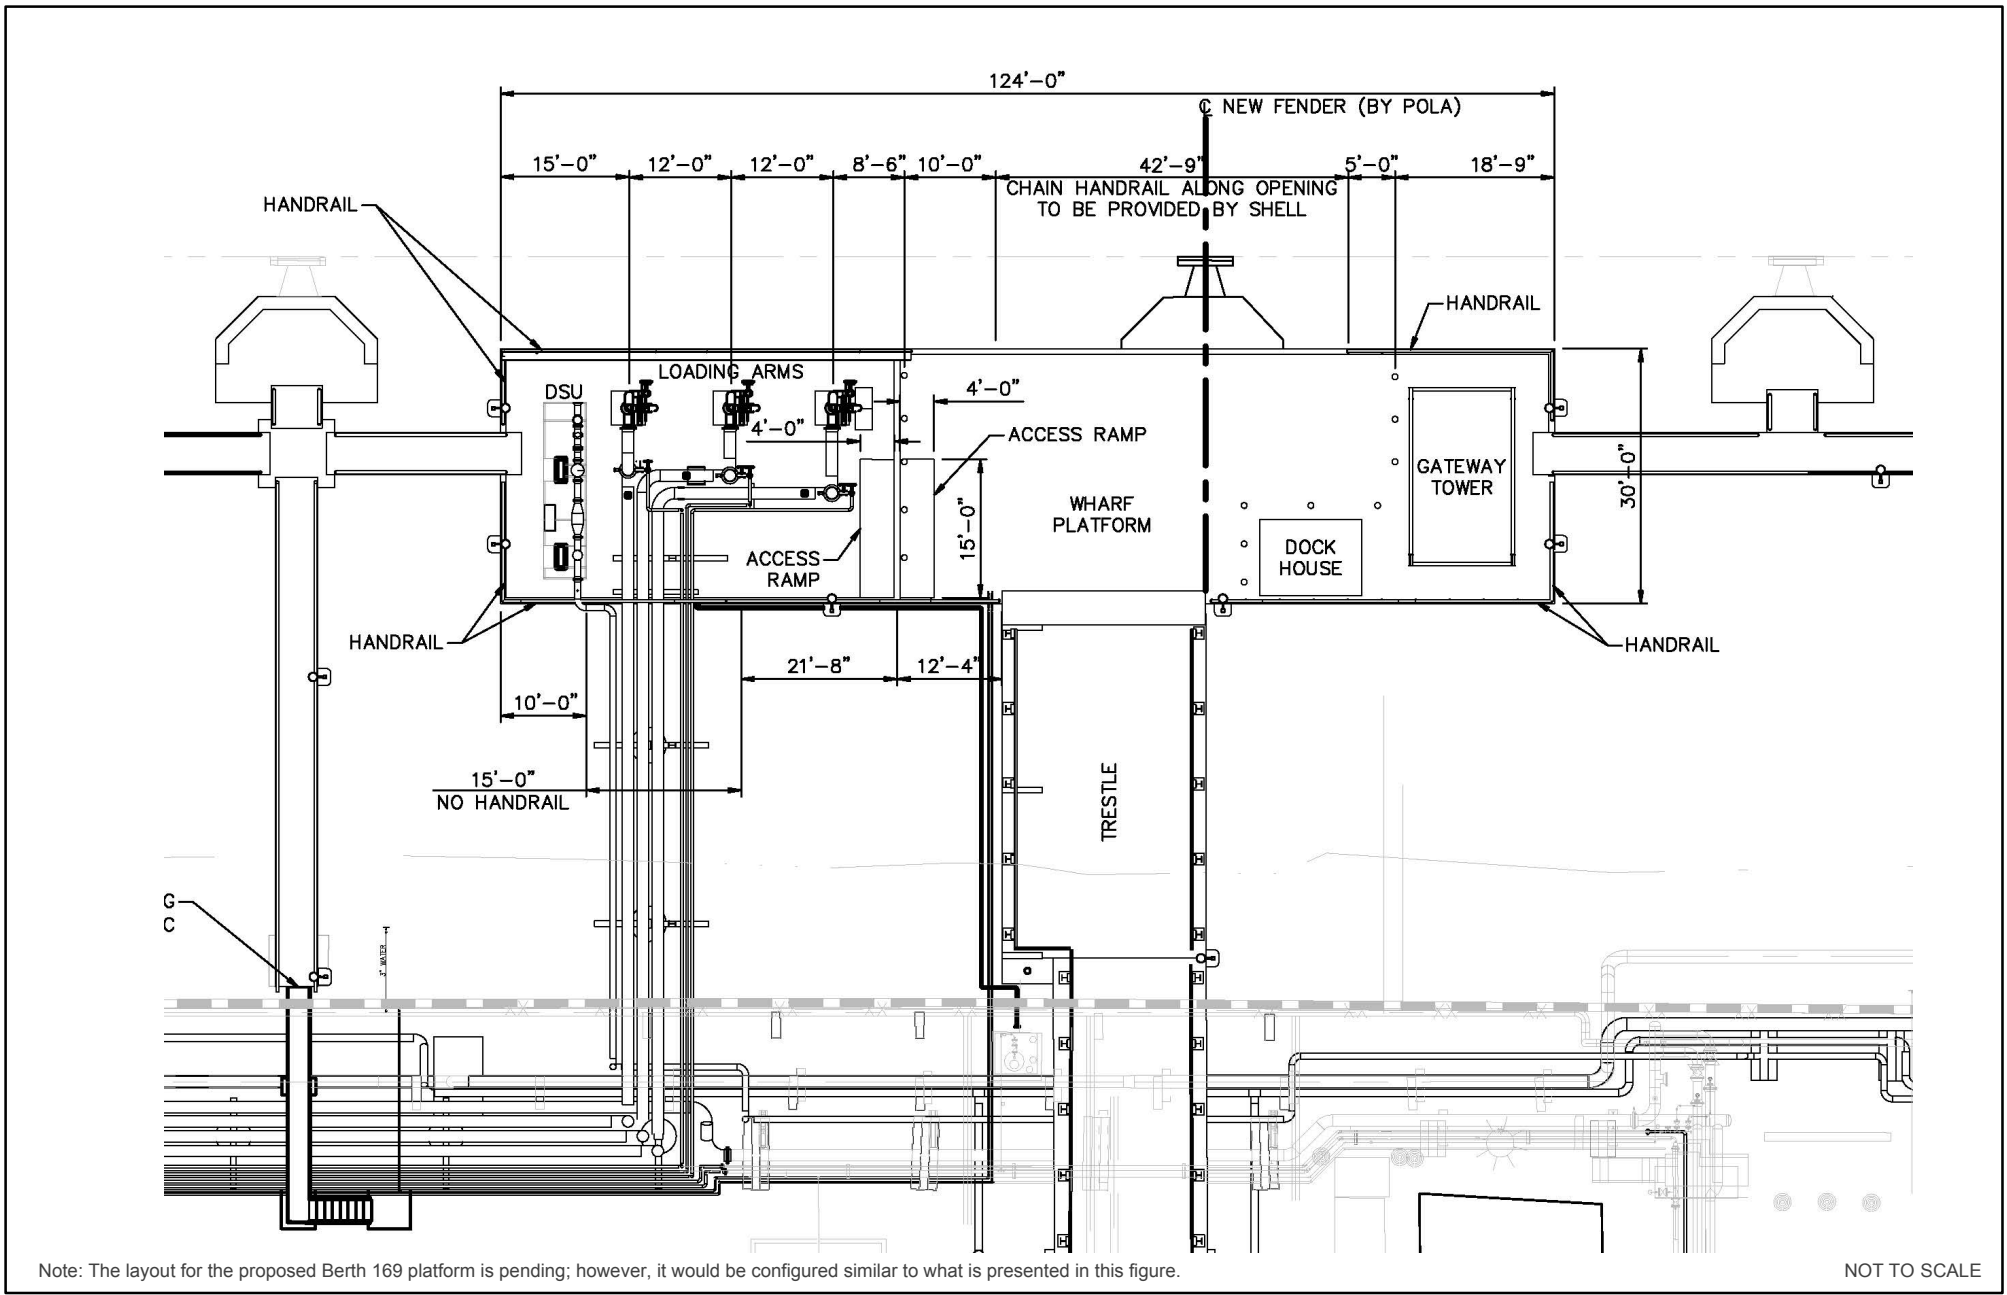 124'-0"
℄ NEW FENDER (BY POLA)
15'-0"
12'-0"
12'-0"
8'-6"
10'-0"
42'-9"
5'-0"
18'-9"
CHAIN HANDRAIL ALONG OPENING
TO BE PROVIDED BY SHELL
HANDRAIL
HANDRAIL
LOADING ARMS
DSU
4'-0"
4'-0"
ACCESS RAMP
GATEWAY
TOWER
30'-0"
WHARF
PLATFORM
15'-0"
ACCESS
RAMP
DOCK
HOUSE
HANDRAIL
HANDRAIL
21'-8"
12'-4"
10'-0"
15'-0"
NO HANDRAIL
TRESTLE
G
C
3" WATER
Note: The layout for the proposed Berth 169 platform is pending; however, it would be configured similar to what is presented in this figure.
NOT TO SCALE